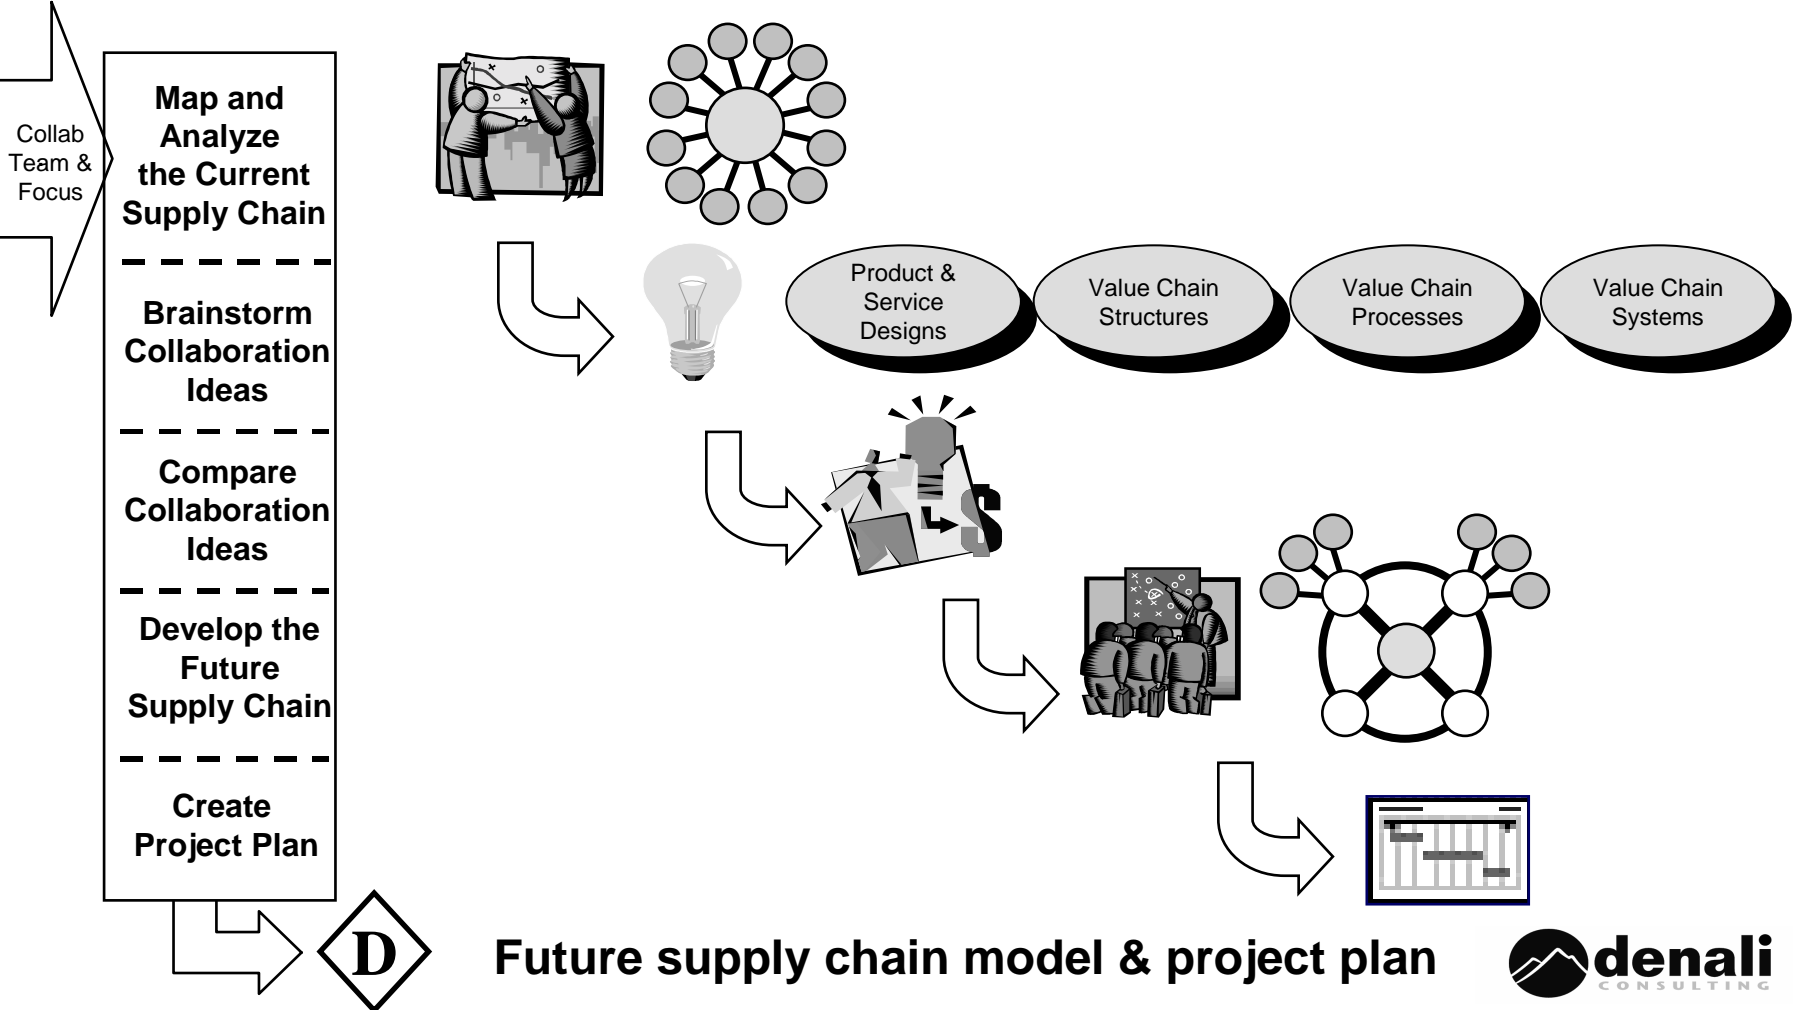 Collab
Team &
Focus
Map and
Analyze
the Current
Supply Chain
Brainstorm
Collaboration
Ideas
Compare
Collaboration
Ideas
Develop the
Future
Supply Chain
Create
Project Plan
Product &
Service
Designs
Value Chain
Structures
Value Chain
Processes
Value Chain
Systems
$
D
Future supply chain model & project plan
denali
CONSULTING